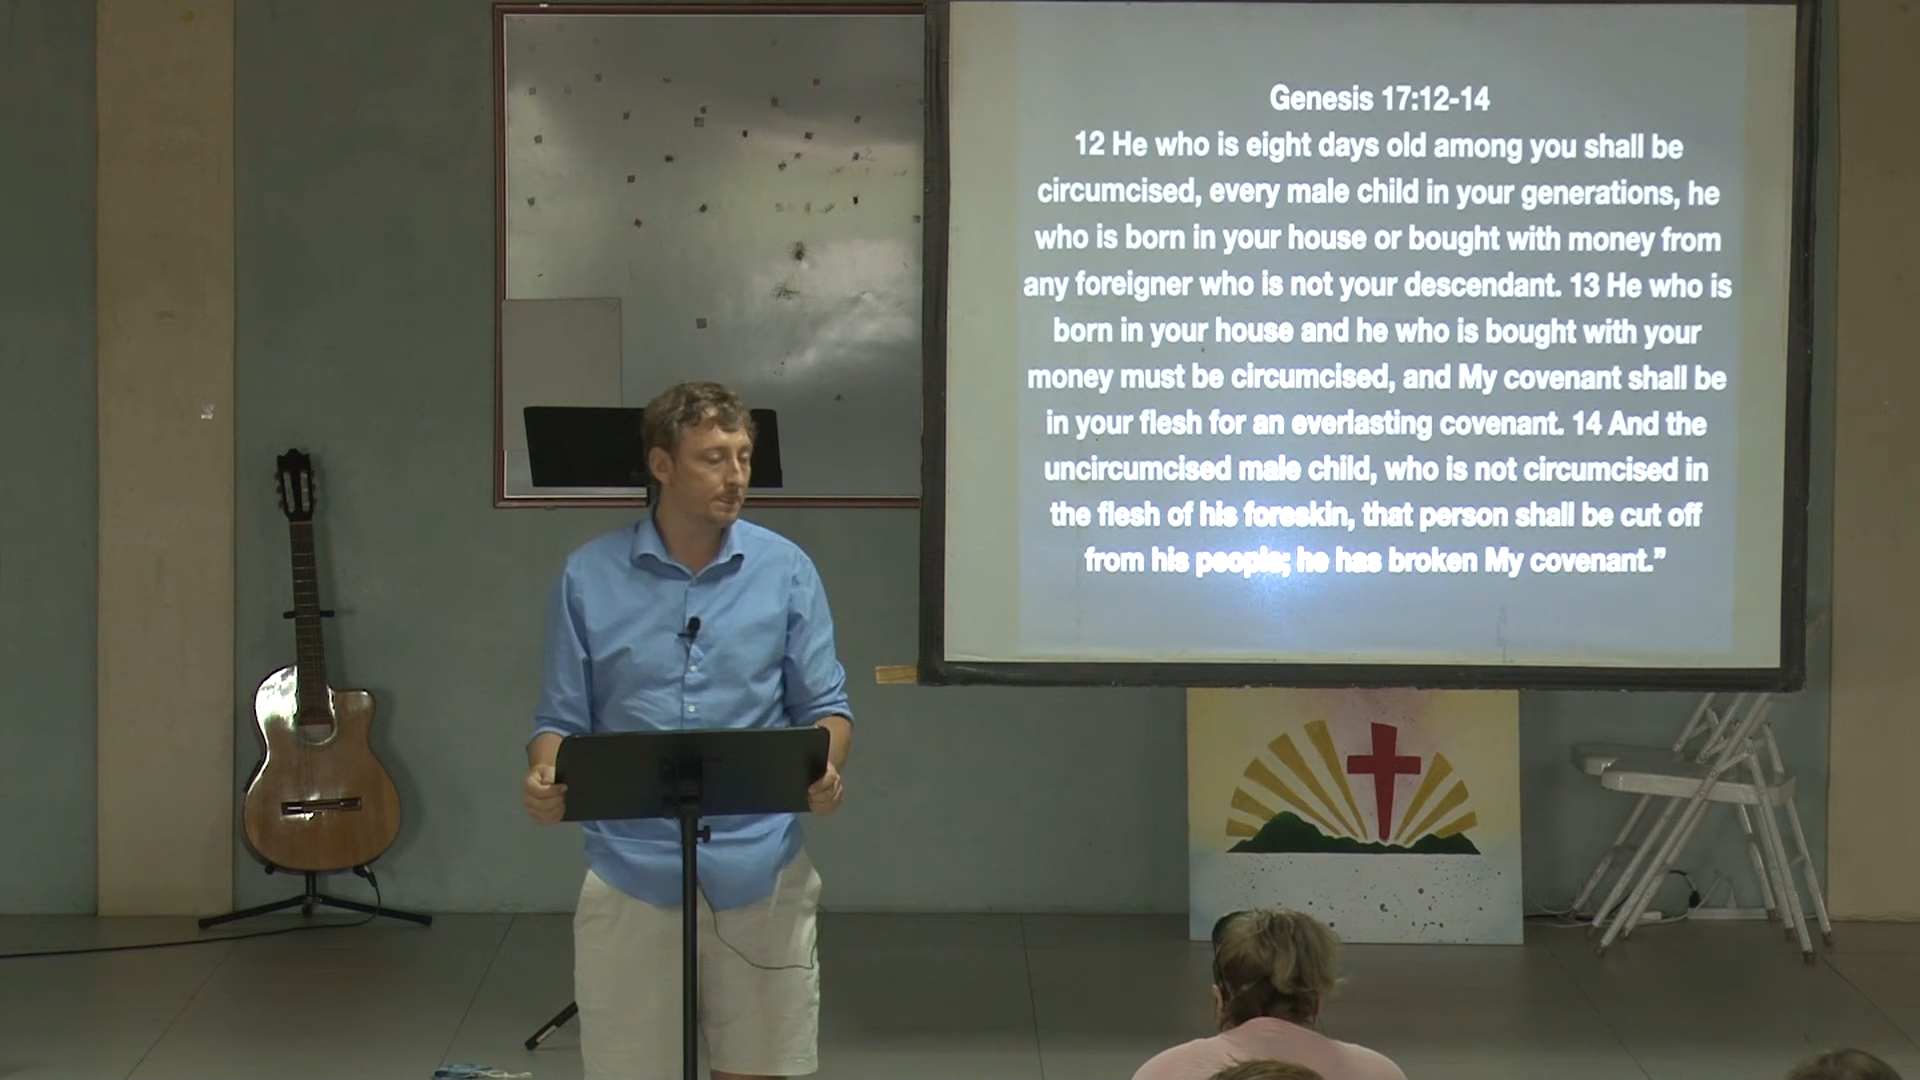 Genesis 17:12-14
12 He who is eight days old among you shall be
circumcised, every male child in your generations, he
who is born in your house or bought with money from
any foreigner who is not your descendant. 13 He who is
born in your house and he who is bought with your
money must be circumcised, and My covenant shall be
in your flesh for an everlasting covenant. 14 And the
uncircumcised male child, who is not circumcised in
the flesh of his foreskin, that person shall be cut off
from his people; he has broken My covenant.”